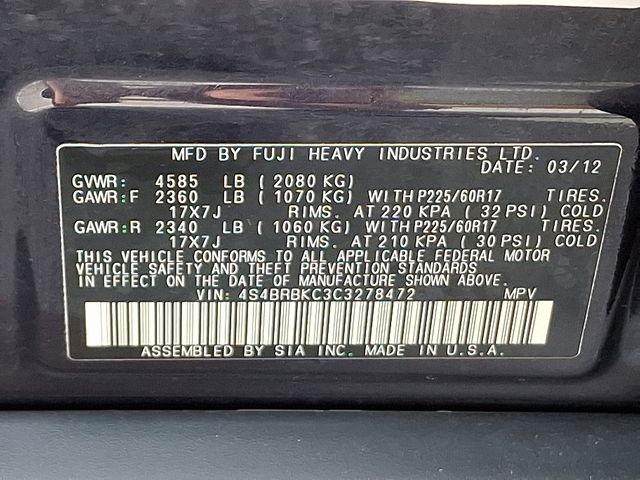 MFD BY FUJI HEAVY INDUSTRIES LTD.
DATE: 03/12
GVWR: 4585 LB ( 2080 KG)
GAWR:F 2360 LB ( 1070 KG) WITH P225/60R17 TIRES.
17X7J RIMS. AT 220 KPA ( 32 PSI) COLD
GAWR:R 2340 LB ( 1060 KG) WITH P225/60R17 TIRES.
17X7J RIMS. AT 210 KPA ( 30 PSI) COLD
THIS VEHICLE CONFORMS TO ALL APPLICABLE FEDERAL MOTOR
VEHICLE SAFETY AND THEFT PREVENTION STANDARDS
IN EFFECT ON THE DATE OF MANUFACTURE SHOWN ABOVE.
VIN: 4S4BRBKC3C3278472 MPV
ASSEMBLED BY SIA INC. MADE IN U.S.A.